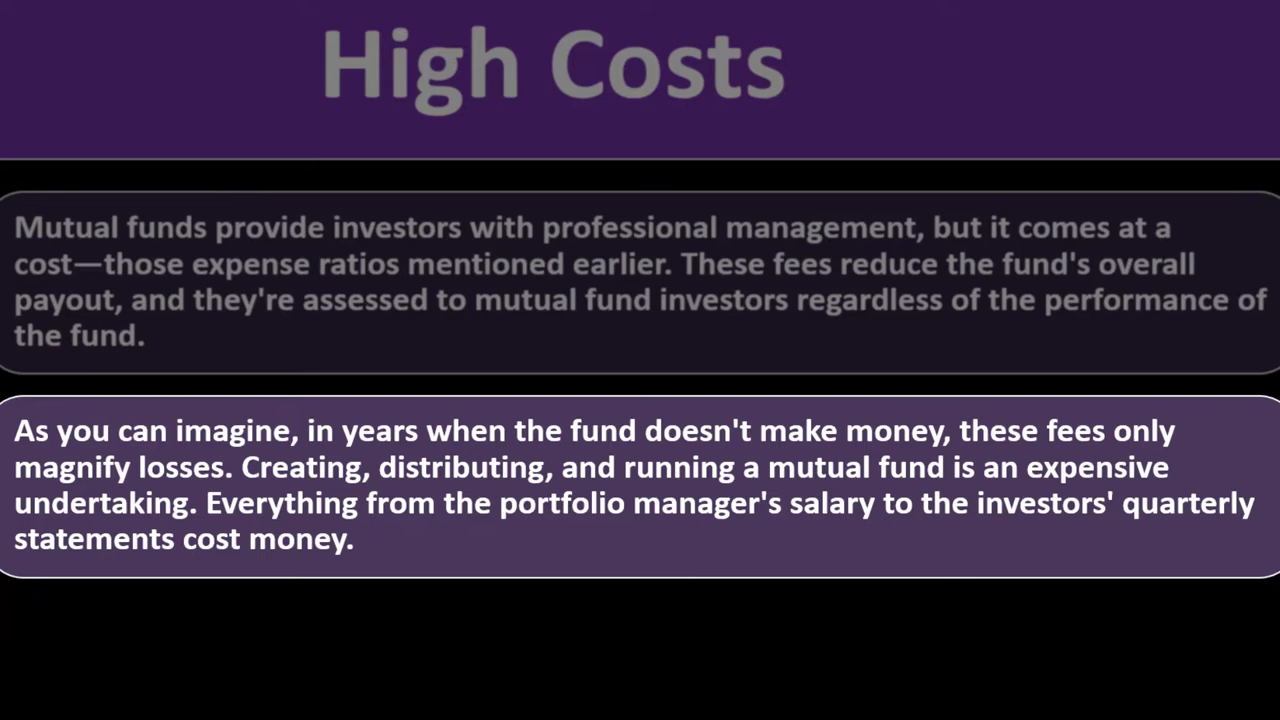 High Costs
Mutual funds provide investors with professional management, but it comes at a
cost—those expense ratios mentioned earlier. These fees reduce the fund's overall
payout, and they're assessed to mutual fund investors regardless of the performance of
the fund.
As you can imagine, in years when the fund doesn't make money, these fees only
magnify losses. Creating, distributing, and running a mutual fund is an expensive
undertaking. Everything from the portfolio manager's salary to the investors' quarterly
statements cost money.